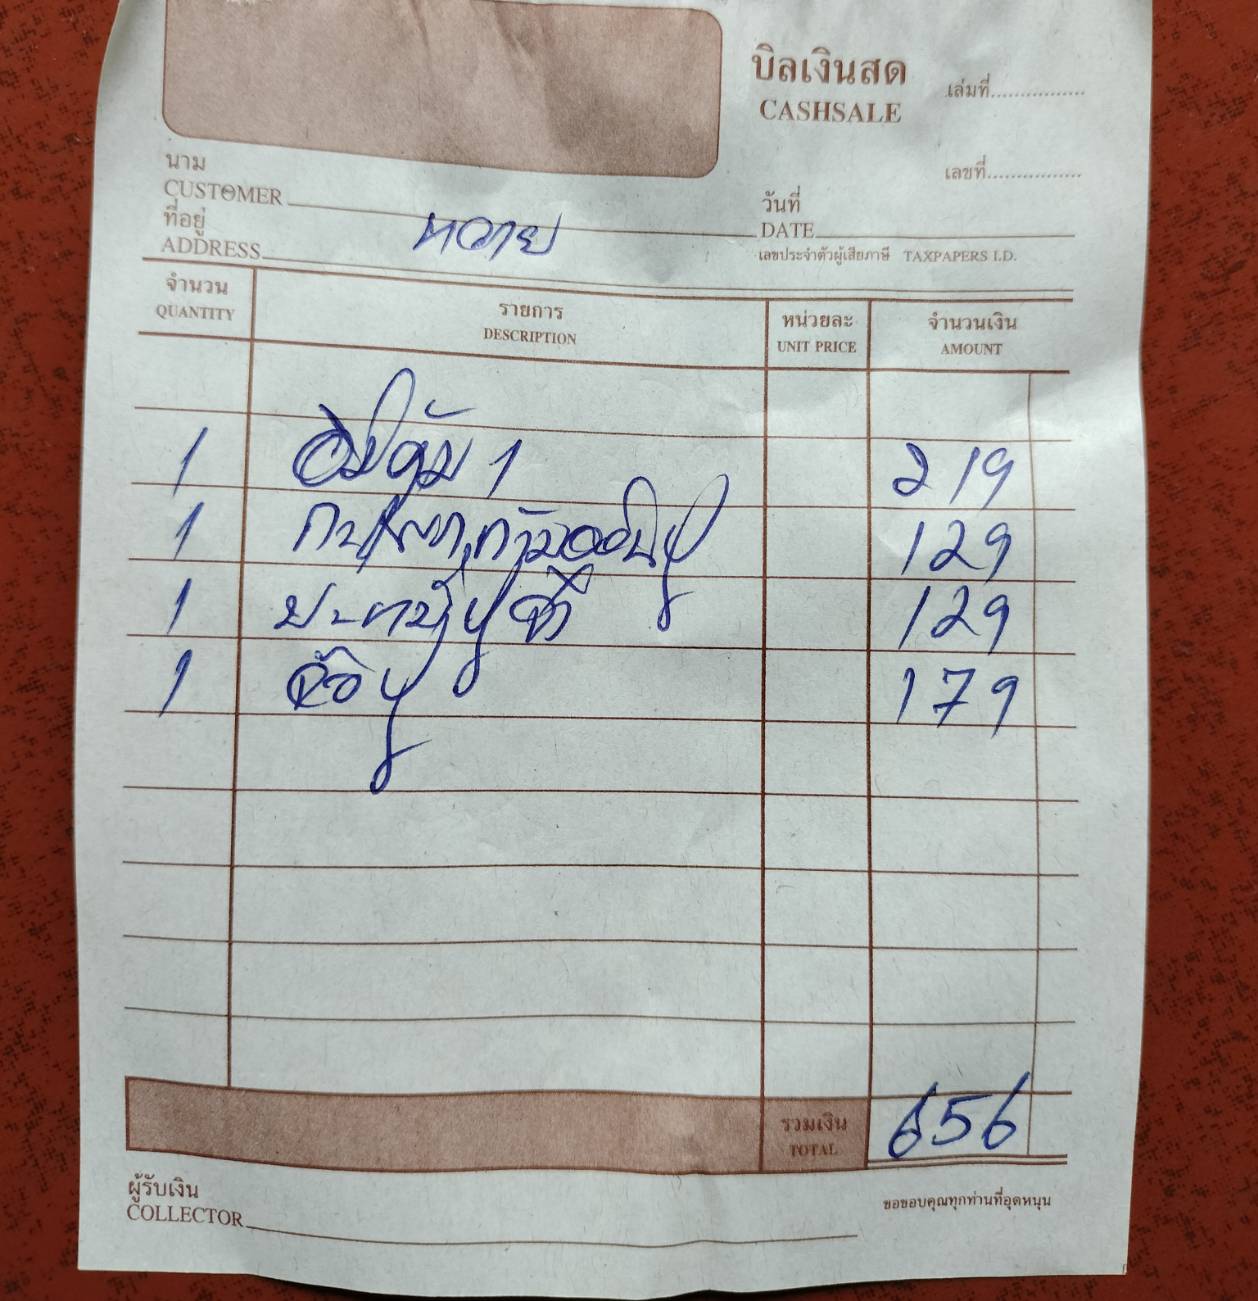 บิลเงินสด
CASHSALE
เล่มที่................
เลขที่................
นาม
CUSTOMER
วันที่
DATE
ที่อยู่
ADDRESS
หวาย
เลขประจำตัวผู้เสียภาษี TAXPAPERS I.D.
จำนวน QUANTITY รายการ DESCRIPTION หน่วยละ UNIT PRICE จำนวนเงิน AMOUNT
1 อิ่มคุ้ม 1 219
1 129
1 129
1 179
รวมเงิน TOTAL 656
ผู้รับเงิน
COLLECTOR
ขอขอบคุณทุกท่านที่อุดหนุน